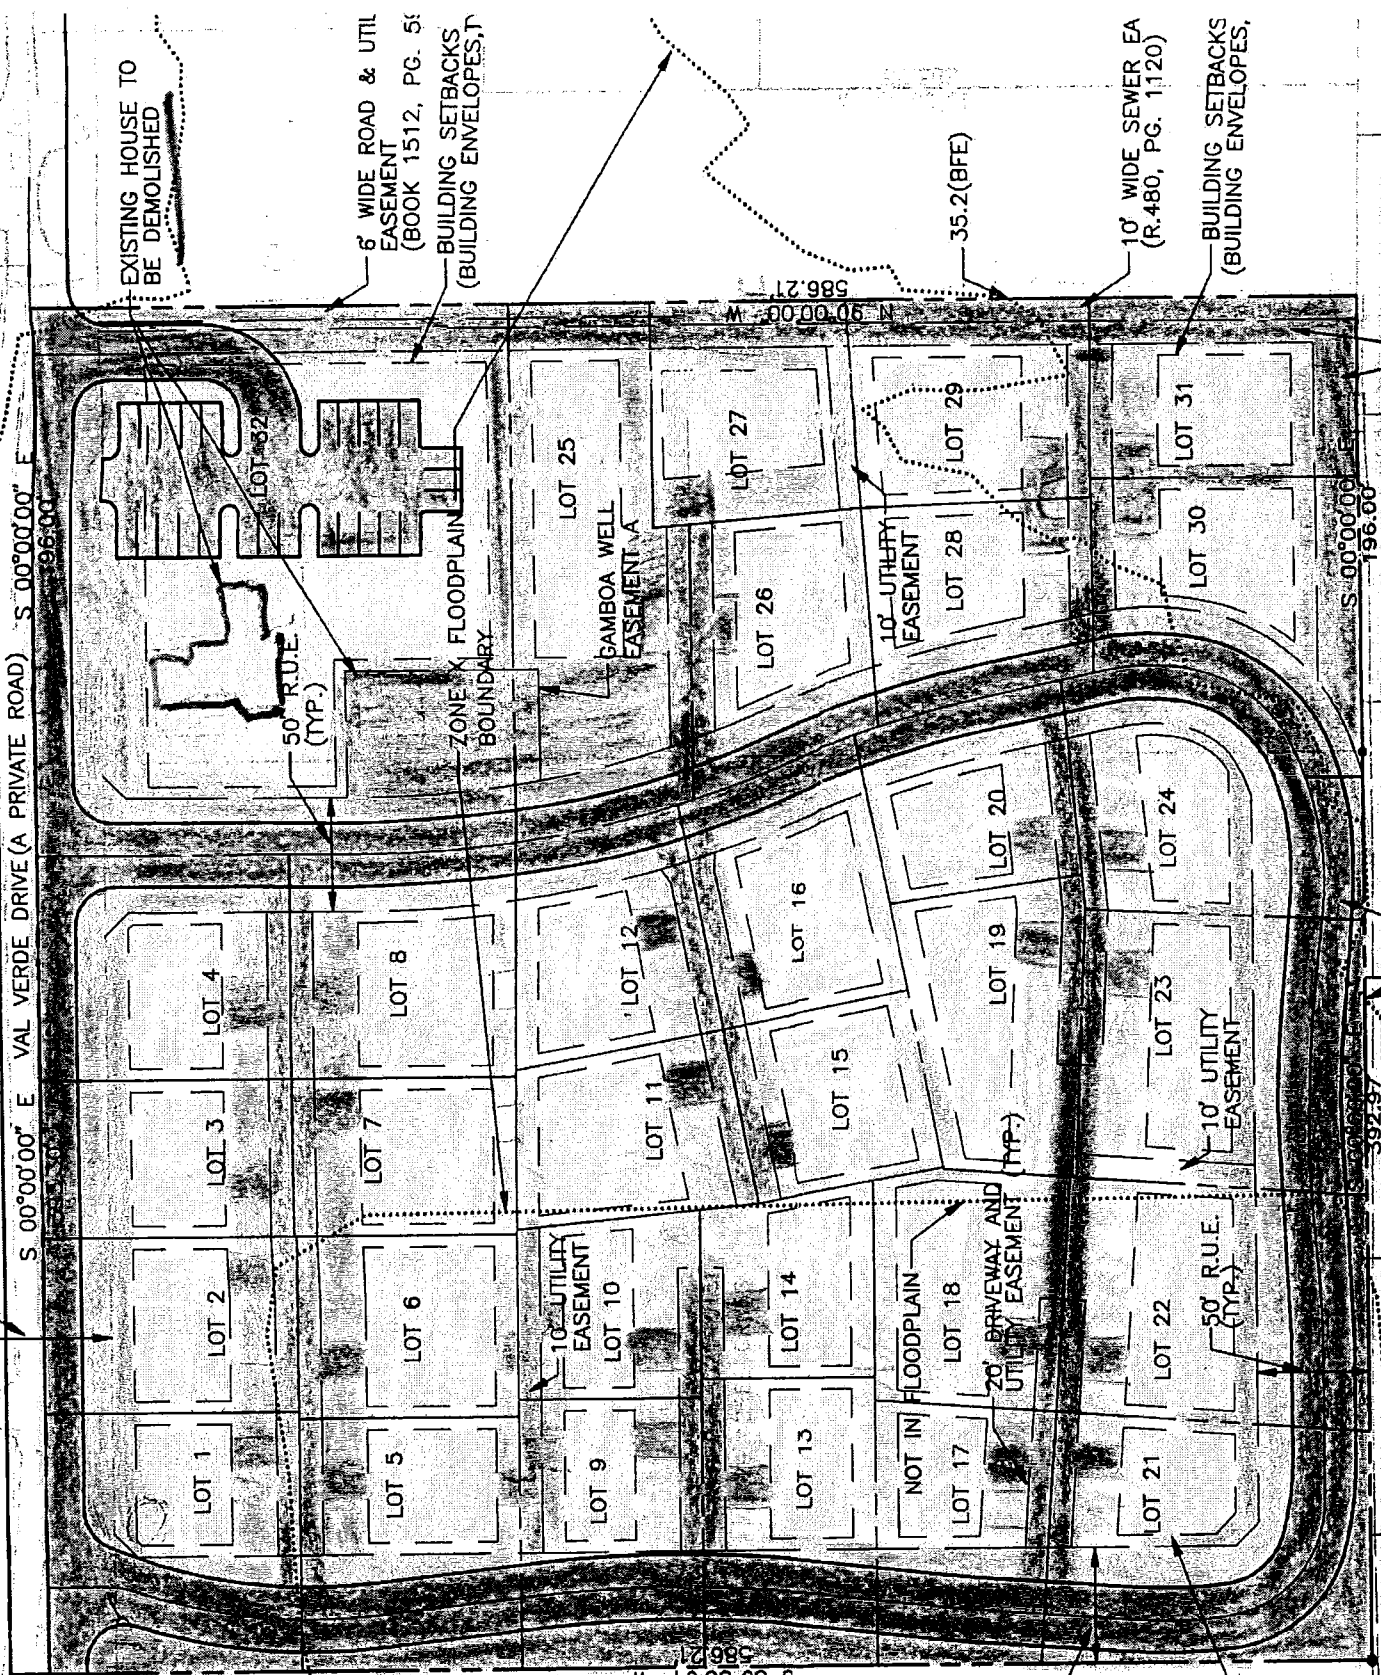 S 00°00'00" E
VAL VERDE DRIVE (A PRIVATE ROAD)
S 00°00'00" E
196.00'
EXISTING HOUSE TO
BE DEMOLISHED
6' WIDE ROAD & UTIL
EASEMENT
(BOOK 1512, PG.
BUILDING SETBACKS
(BUILDING ENVELOPES,
35.2(BFE)
10' WIDE SEWER EA
(R.480, PG. 1120)
BUILDING SETBACKS
(BUILDING ENVELOPES,
N 90°00'00" W
586.21'
LOT 32
50' R.U.E.
(TYP.)
ZONE X FLOODPLAIN
BOUNDARY
GAMBOA WELL
EASEMENT A
LOT 25
LOT 27
LOT 26
10' UTILITY
EASEMENT
LOT 29
LOT 28
LOT 31
LOT 30
S 00°00'00" E
196.00'
LOT 4
LOT 8
LOT 12
LOT 16
LOT 20
LOT 24
LOT 3
LOT 7
LOT 11
LOT 15
LOT 19
LOT 23
10' UTILITY
EASEMENT
LOT 2
LOT 6
10' UTILITY
EASEMENT
LOT 10
LOT 14
NOT IN FLOODPLAIN
LOT 18
20' DRIVEWAY AND
UTILITY EASEMENT (TYP.)
LOT 22
50' R.U.E.
(TYP.)
LOT 1
LOT 5
LOT 9
LOT 13
LOT 17
LOT 21
392.97'
586.21'